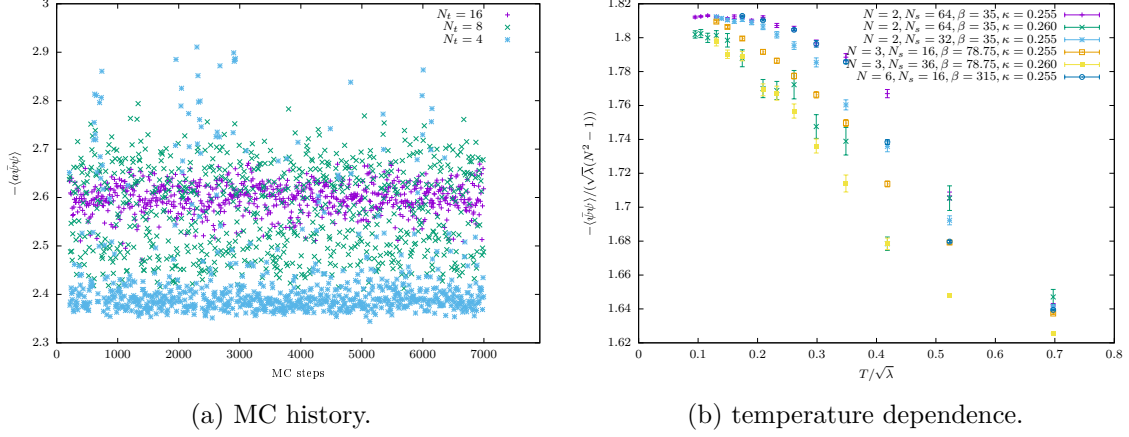 3
2.9
2.8
2.7
2.6
2.5
2.4
2.3
0
1000
2000
3000
4000
5000
6000
7000
−⟨aψ̄ψ⟩
MC steps
N_t = 16
N_t = 8
N_t = 4
(a) MC history.
1.82
1.8
1.78
1.76
1.74
1.72
1.7
1.68
1.66
1.64
1.62
0
0.1
0.2
0.3
0.4
0.5
0.6
0.7
0.8
−⟨ψ̄ψ⟩/(√λ(N² − 1))
T/√λ
N = 2, N_s = 64, β = 35, κ = 0.255
N = 2, N_s = 64, β = 35, κ = 0.260
N = 2, N_s = 32, β = 35, κ = 0.255
N = 3, N_s = 16, β = 78.75, κ = 0.255
N = 3, N_s = 36, β = 78.75, κ = 0.260
N = 6, N_s = 16, β = 315, κ = 0.255
(b) temperature dependence.